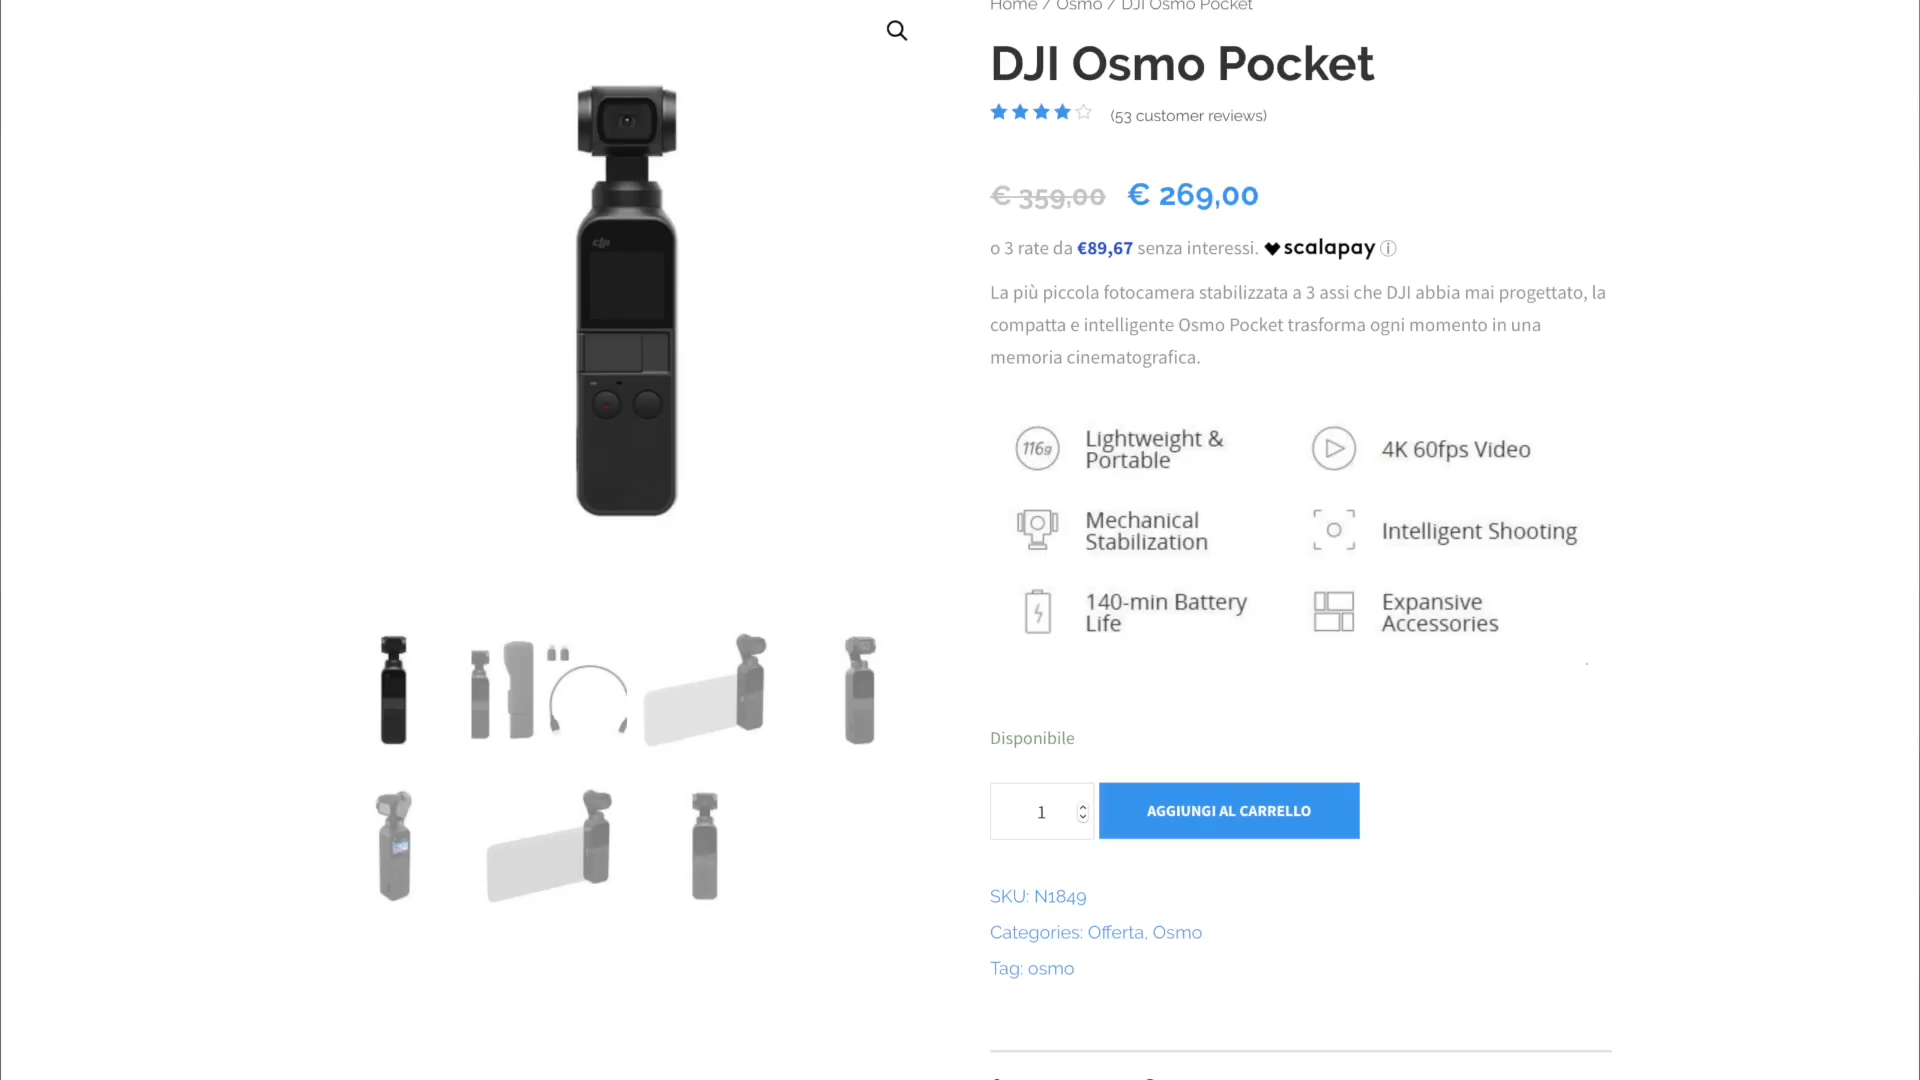 Home / Osmo / DJI Osmo Pocket
DJI Osmo Pocket
(53 customer reviews)
€ 359,00 € 269,00
o 3 rate da €89,67 senza interessi. scalapay
La più piccola fotocamera stabilizzata a 3 assi che DJI abbia mai progettato, la
compatta e intelligente Osmo Pocket trasforma ogni momento in una
memoria cinematografica.
116g
Lightweight &
Portable
4K 60fps Video
Mechanical
Stabilization
Intelligent Shooting
140-min Battery
Life
Expansive
Accessories
Disponibile
1
AGGIUNGI AL CARRELLO
SKU: N1849
Categories: Offerta, Osmo
Tag: osmo
dji